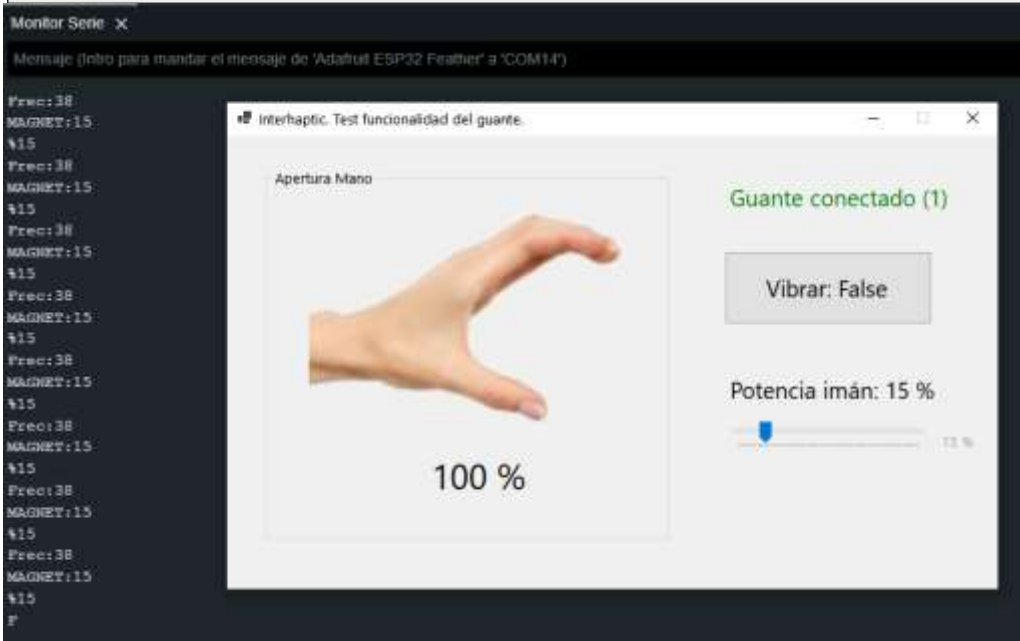 Monitor Serie ×
Mensaje (Intro para mandar el mensaje de 'Adafruit ESP32 Feather' a 'COM14')
Frec:38
MAGNET:15
%15
Frec:38
MAGNET:15
%15
Frec:38
MAGNET:15
%15
Frec:38
MAGNET:15
%15
Frec:38
MAGNET:15
%15
Frec:38
MAGNET:15
%15
Frec:38
MAGNET:15
%15
Frec:38
MAGNET:15
%15
F
Interhaptic. Test funcionalidad del guante.
Apertura Mano
100 %
Guante conectado (1)
Vibrar: False
Potencia imán: 15 %
15 %